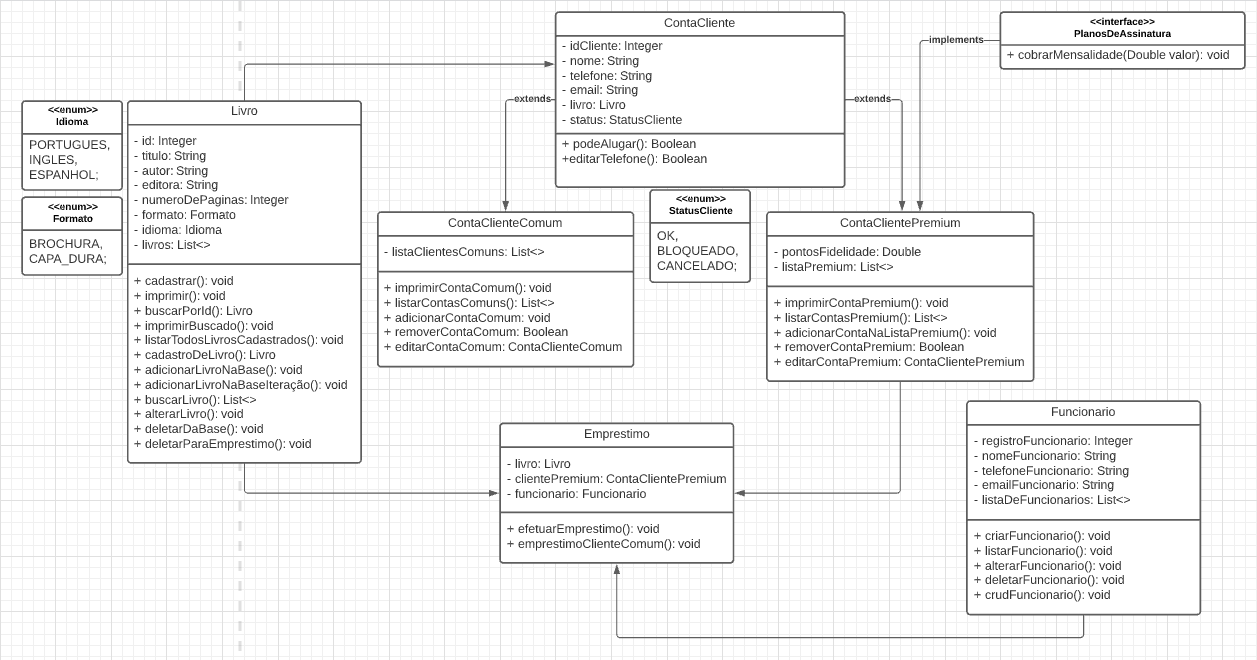 ContaCliente
- idCliente: Integer
- nome: String
- telefone: String
- email: String
- livro: Livro
- status: StatusCliente
+ podeAlugar(): Boolean
+editarTelefone(): Boolean
<<interface>>
PlanosDeAssinatura
+ cobrarMensalidade(Double valor): void
implements
extends
extends
<<enum>>
Idioma
PORTUGUES,
INGLES,
ESPANHOL;
<<enum>>
Formato
BROCHURA,
CAPA_DURA;
Livro
- id: Integer
- titulo: String
- autor: String
- editora: String
- numeroDePaginas: Integer
- formato: Formato
- idioma: Idioma
- livros: List<>
+ cadastrar(): void
+ imprimir(): void
+ buscarPorId(): Livro
+ imprimirBuscado(): void
+ listarTodosLivrosCadastrados(): void
+ cadastroDeLivro(): Livro
+ adicionarLivroNaBase(): void
+ adicionarLivroNaBaseIteração(): void
+ buscarLivro(): List<>
+ alterarLivro(): void
+ deletarDaBase(): void
+ deletarParaEmprestimo(): void
ContaClienteComum
- listaClientesComuns: List<>
+ imprimirContaComum(): void
+ listarContasComuns(): List<>
+ adicionarContaComum: void
+ removerContaComum: Boolean
+ editarContaComum: ContaClienteComum
<<enum>>
StatusCliente
OK,
BLOQUEADO,
CANCELADO;
ContaClientePremium
- pontosFidelidade: Double
- listaPremium: List<>
+ imprimirContaPremium(): void
+ listarContasPremium(): List<>
+ adicionarContaNaListaPremium(): void
+ removerContaPremium: Boolean
+ editarContaPremium: ContaClientePremium
Emprestimo
- livro: Livro
- clientePremium: ContaClientePremium
- funcionario: Funcionario
+ efetuarEmprestimo(): void
+ emprestimoClienteComum(): void
Funcionario
- registroFuncionario: Integer
- nomeFuncionario: String
- telefoneFuncionario: String
- emailFuncionario: String
- listaDeFuncionarios: List<>
+ criarFuncionario(): void
+ listarFuncionario(): void
+ alterarFuncionario(): void
+ deletarFuncionario(): void
+ crudFuncionario(): void